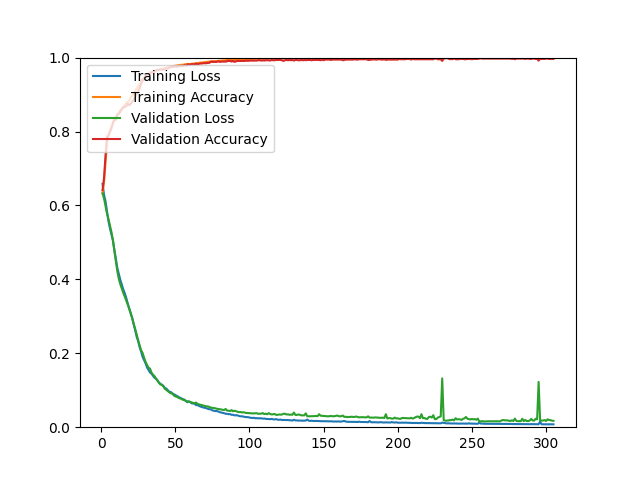 1.0
0.8
0.6
0.4
0.2
0.0
Training Loss
Training Accuracy
Validation Loss
Validation Accuracy
0 50 100 150 200 250 300